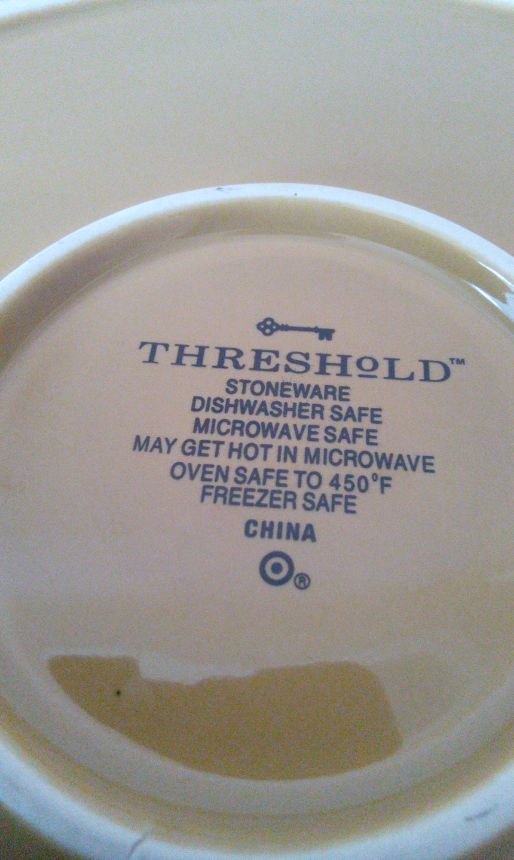 THRESHOLD™
STONEWARE
DISHWASHER SAFE
MICROWAVE SAFE
MAY GET HOT IN MICROWAVE
OVEN SAFE TO 450°F
FREEZER SAFE
CHINA
®